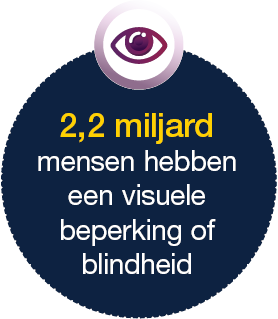 2,2 miljard
mensen hebben
een visuele
beperking of
blindheid